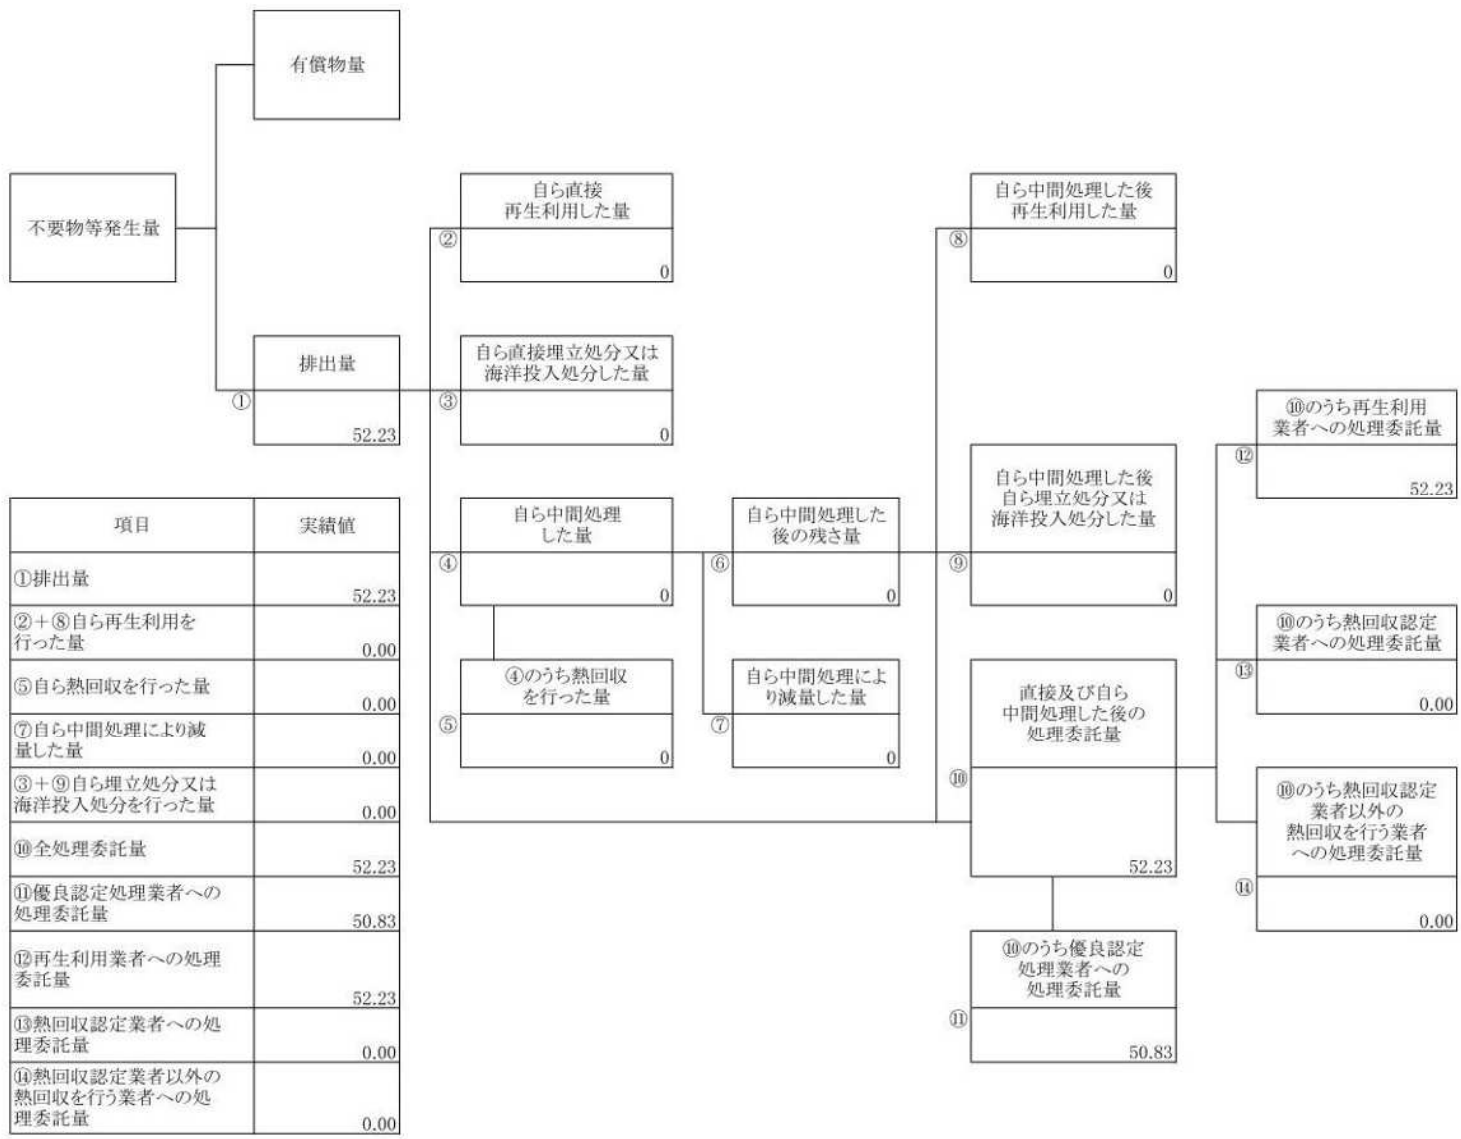 有償物量
不要物等発生量
自ら直接
再生利用した量
②
0
自ら中間処理した後
再生利用した量
⑧
0
排出量
①
52.23
自ら直接埋立処分又は
海洋投入処分した量
③
0
⑩のうち再生利用
業者への処理委託量
⑫
52.23
自ら中間処理
した量
④
0
自ら中間処理した
後の残さ量
⑥
0
自ら中間処理した後
自ら埋立処分又は
海洋投入処分した量
⑨
0
⑩のうち熱回収認定
業者への処理委託量
⑬
0.00
④のうち熱回収
を行った量
⑤
0
自ら中間処理によ
り減量した量
⑦
0
直接及び自ら
中間処理した後の
処理委託量
⑩
52.23
⑩のうち熱回収認定
業者以外の
熱回収を行う業者
への処理委託量
⑭
0.00
⑩のうち優良認定
処理業者への
処理委託量
⑪
50.83
項目
実績値
①排出量
52.23
②+⑧自ら再生利用を
行った量
0.00
⑤自ら熱回収を行った量
0.00
⑦自ら中間処理により減
量した量
0.00
③+⑨自ら埋立処分又は
海洋投入処分を行った量
0.00
⑩全処理委託量
52.23
⑪優良認定処理業者への
処理委託量
50.83
⑫再生利用業者への処理
委託量
52.23
⑬熱回収認定業者への処
理委託量
0.00
⑭熱回収認定業者以外の
熱回収を行う業者への処
理委託量
0.00